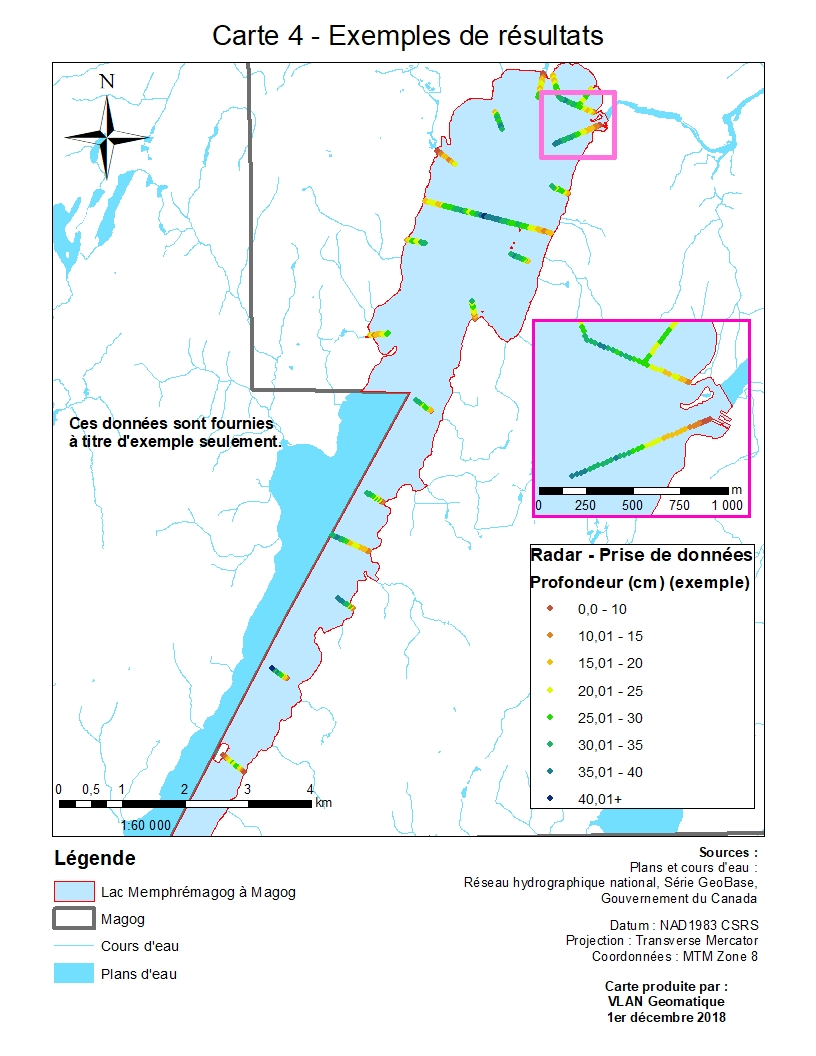 Carte 4 - Exemples de résultats
N
Ces données sont fournies
à titre d'exemple seulement.
m
0 250 500 750 1 000
Radar - Prise de données
Profondeur (cm) (exemple)
0,0 - 10
10,01 - 15
15,01 - 20
20,01 - 25
25,01 - 30
30,01 - 35
35,01 - 40
40,01+
0 0,5 1 2 3 4
km
1:60 000
Légende
Lac Memphrémagog à Magog
Magog
Cours d'eau
Plans d'eau
Sources :
Plans et cours d'eau :
Réseau hydrographique national, Série GeoBase,
Gouvernement du Canada
Datum : NAD1983 CSRS
Projection : Transverse Mercator
Coordonnées : MTM Zone 8
Carte produite par :
VLAN Geomatique
1er décembre 2018